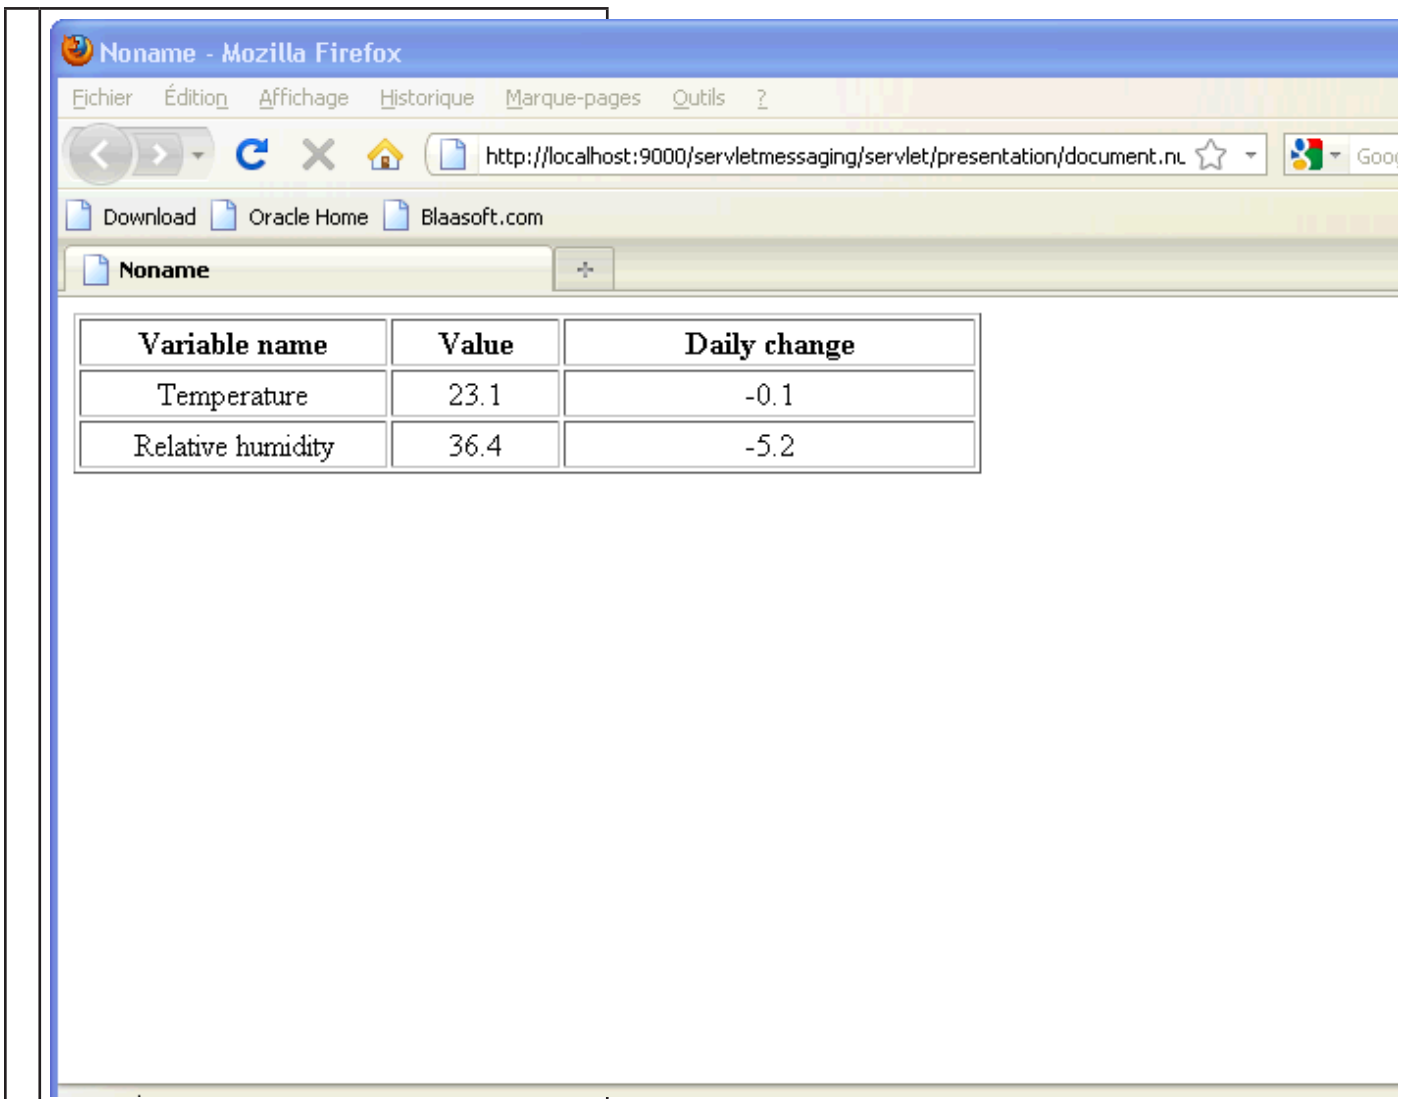 Noname - Mozilla Firefox
Fichier Édition Affichage Historique Marque-pages Outils ?
http://localhost:9000/servletmessaging/servlet/presentation/document.nu
Download Oracle Home Blaasoft.com
Noname
Variable name Value Daily change
Temperature 23.1 -0.1
Relative humidity 36.4 -5.2